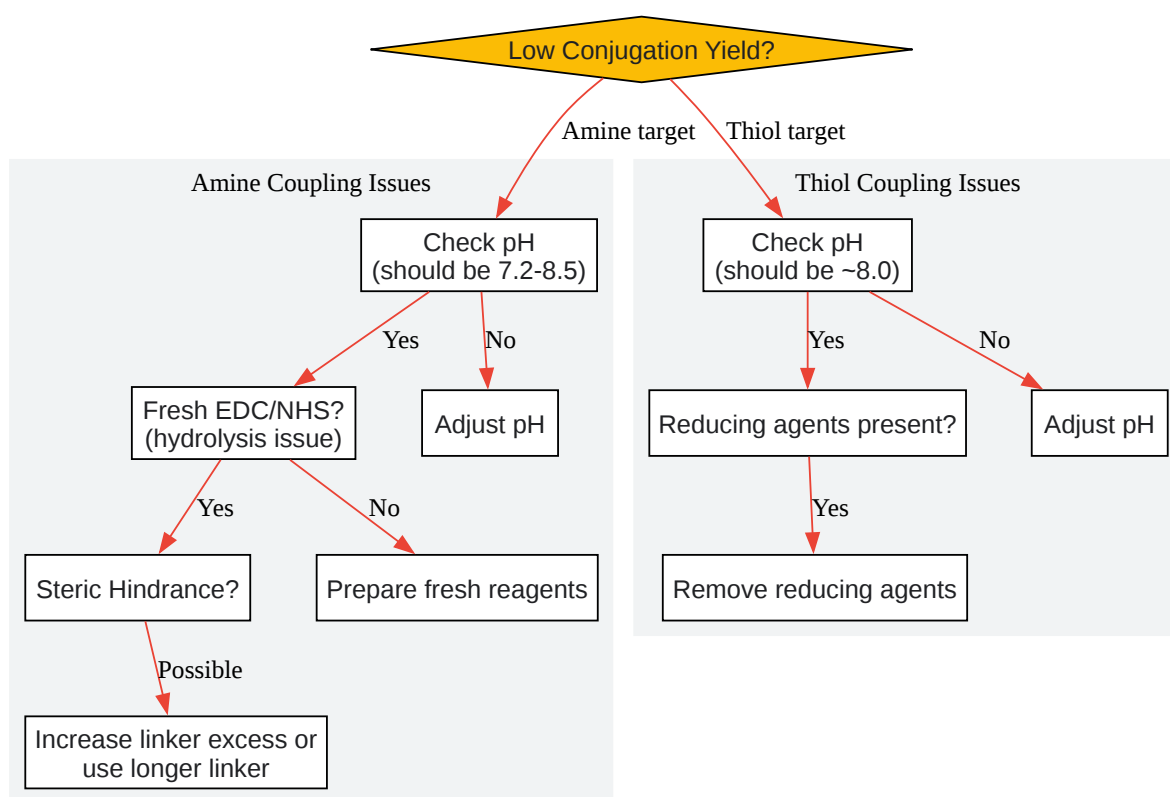 Low Conjugation Yield?
Amine target
Thiol target
Amine Coupling Issues
Check pH
(should be 7.2-8.5)
Yes
No
Fresh EDC/NHS?
(hydrolysis issue)
Adjust pH
Yes
No
Steric Hindrance?
Prepare fresh reagents
Possible
Increase linker excess or
use longer linker
Thiol Coupling Issues
Check pH
(should be ~8.0)
Yes
No
Reducing agents present?
Adjust pH
Yes
Remove reducing agents